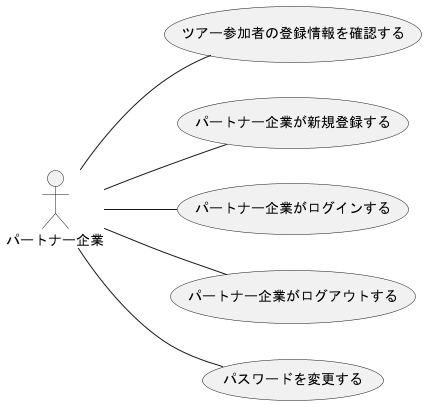 ツアー参加者の登録情報を確認する
パートナー企業が新規登録する
パートナー企業がログインする
パートナー企業
パートナー企業がログアウトする
パスワードを変更する